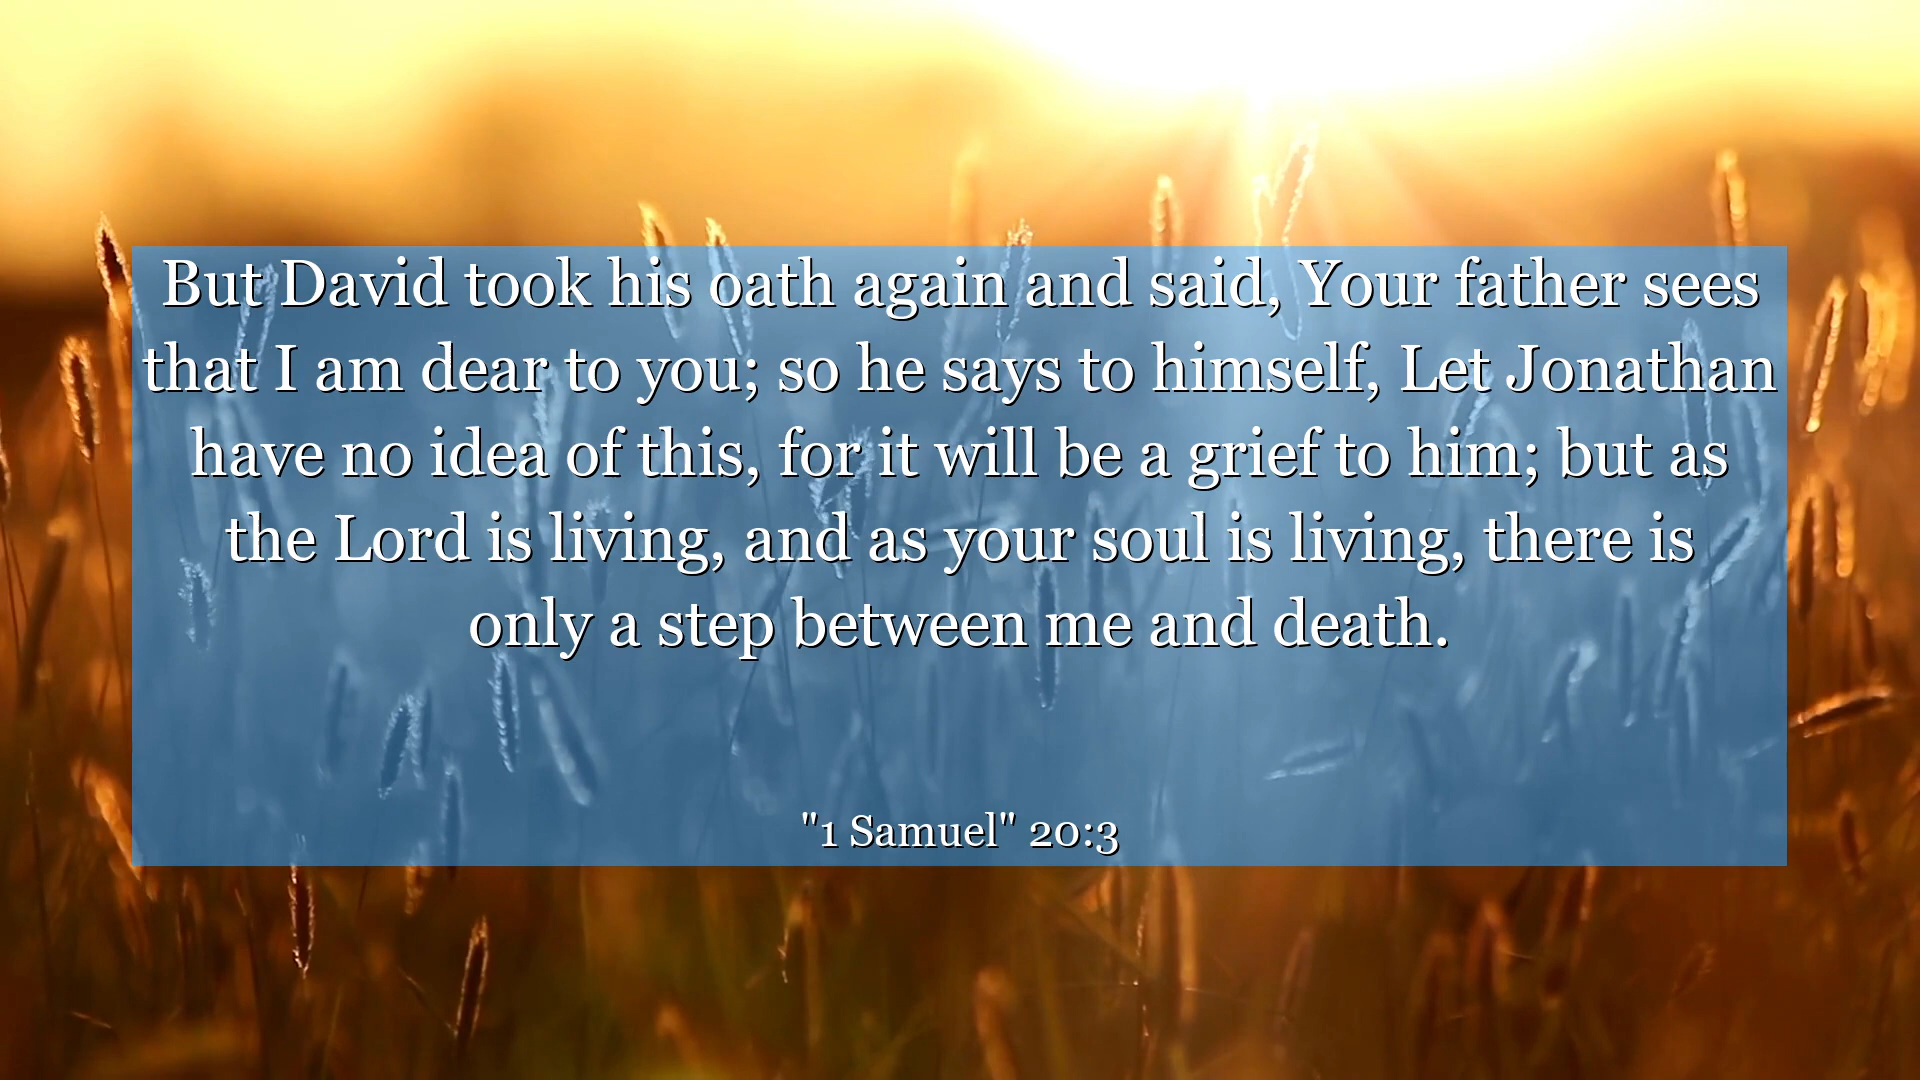 But David took his oath again and said, Your father sees
that I am dear to you; so he says to himself, Let Jonathan
have no idea of this, for it will be a grief to him; but as
the Lord is living, and as your soul is living, there is
only a step between me and death.
"1 Samuel" 20:3